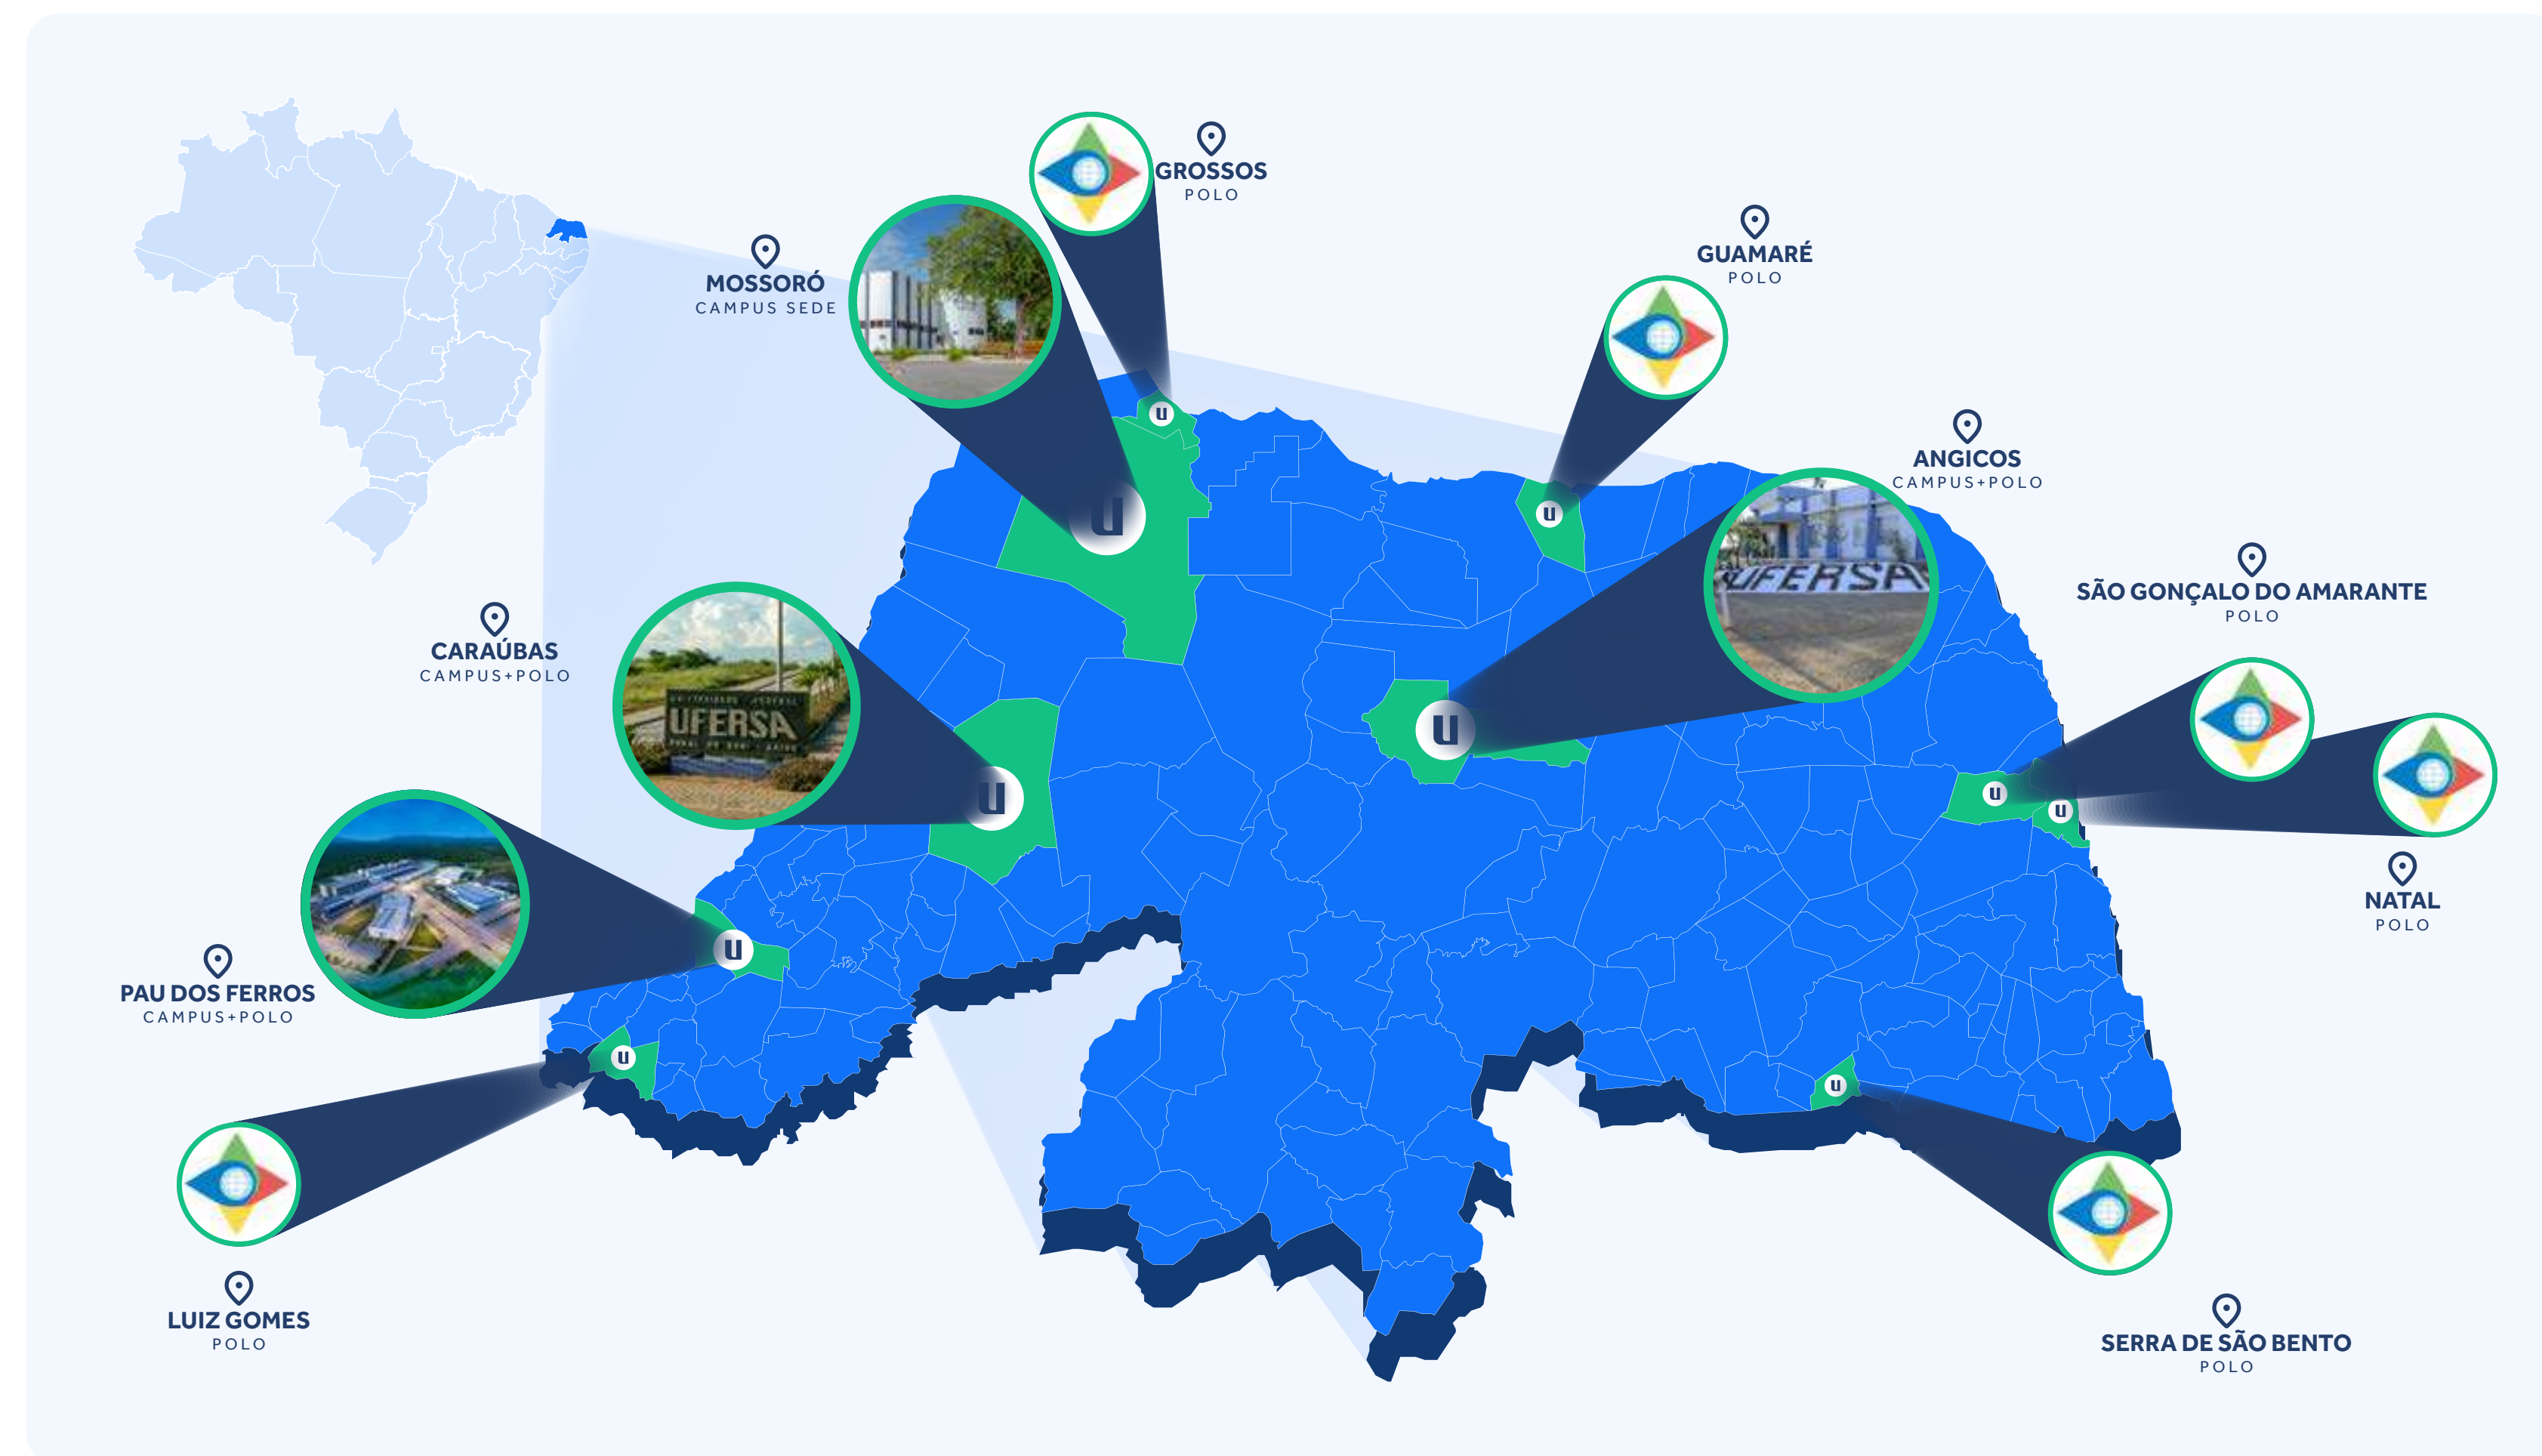 GROSSOS
POLO
MOSSORÓ
CAMPUS SEDE
GUAMARÉ
POLO
ANGICOS
CAMPUS+POLO
UFERSA
SÃO GONÇALO DO AMARANTE
POLO
CARAÚBAS
CAMPUS+POLO
UFERSA
NATAL
POLO
PAU DOS FERROS
CAMPUS+POLO
LUIZ GOMES
POLO
SERRA DE SÃO BENTO
POLO
u
u
u
u
u
u
u
u
u
u